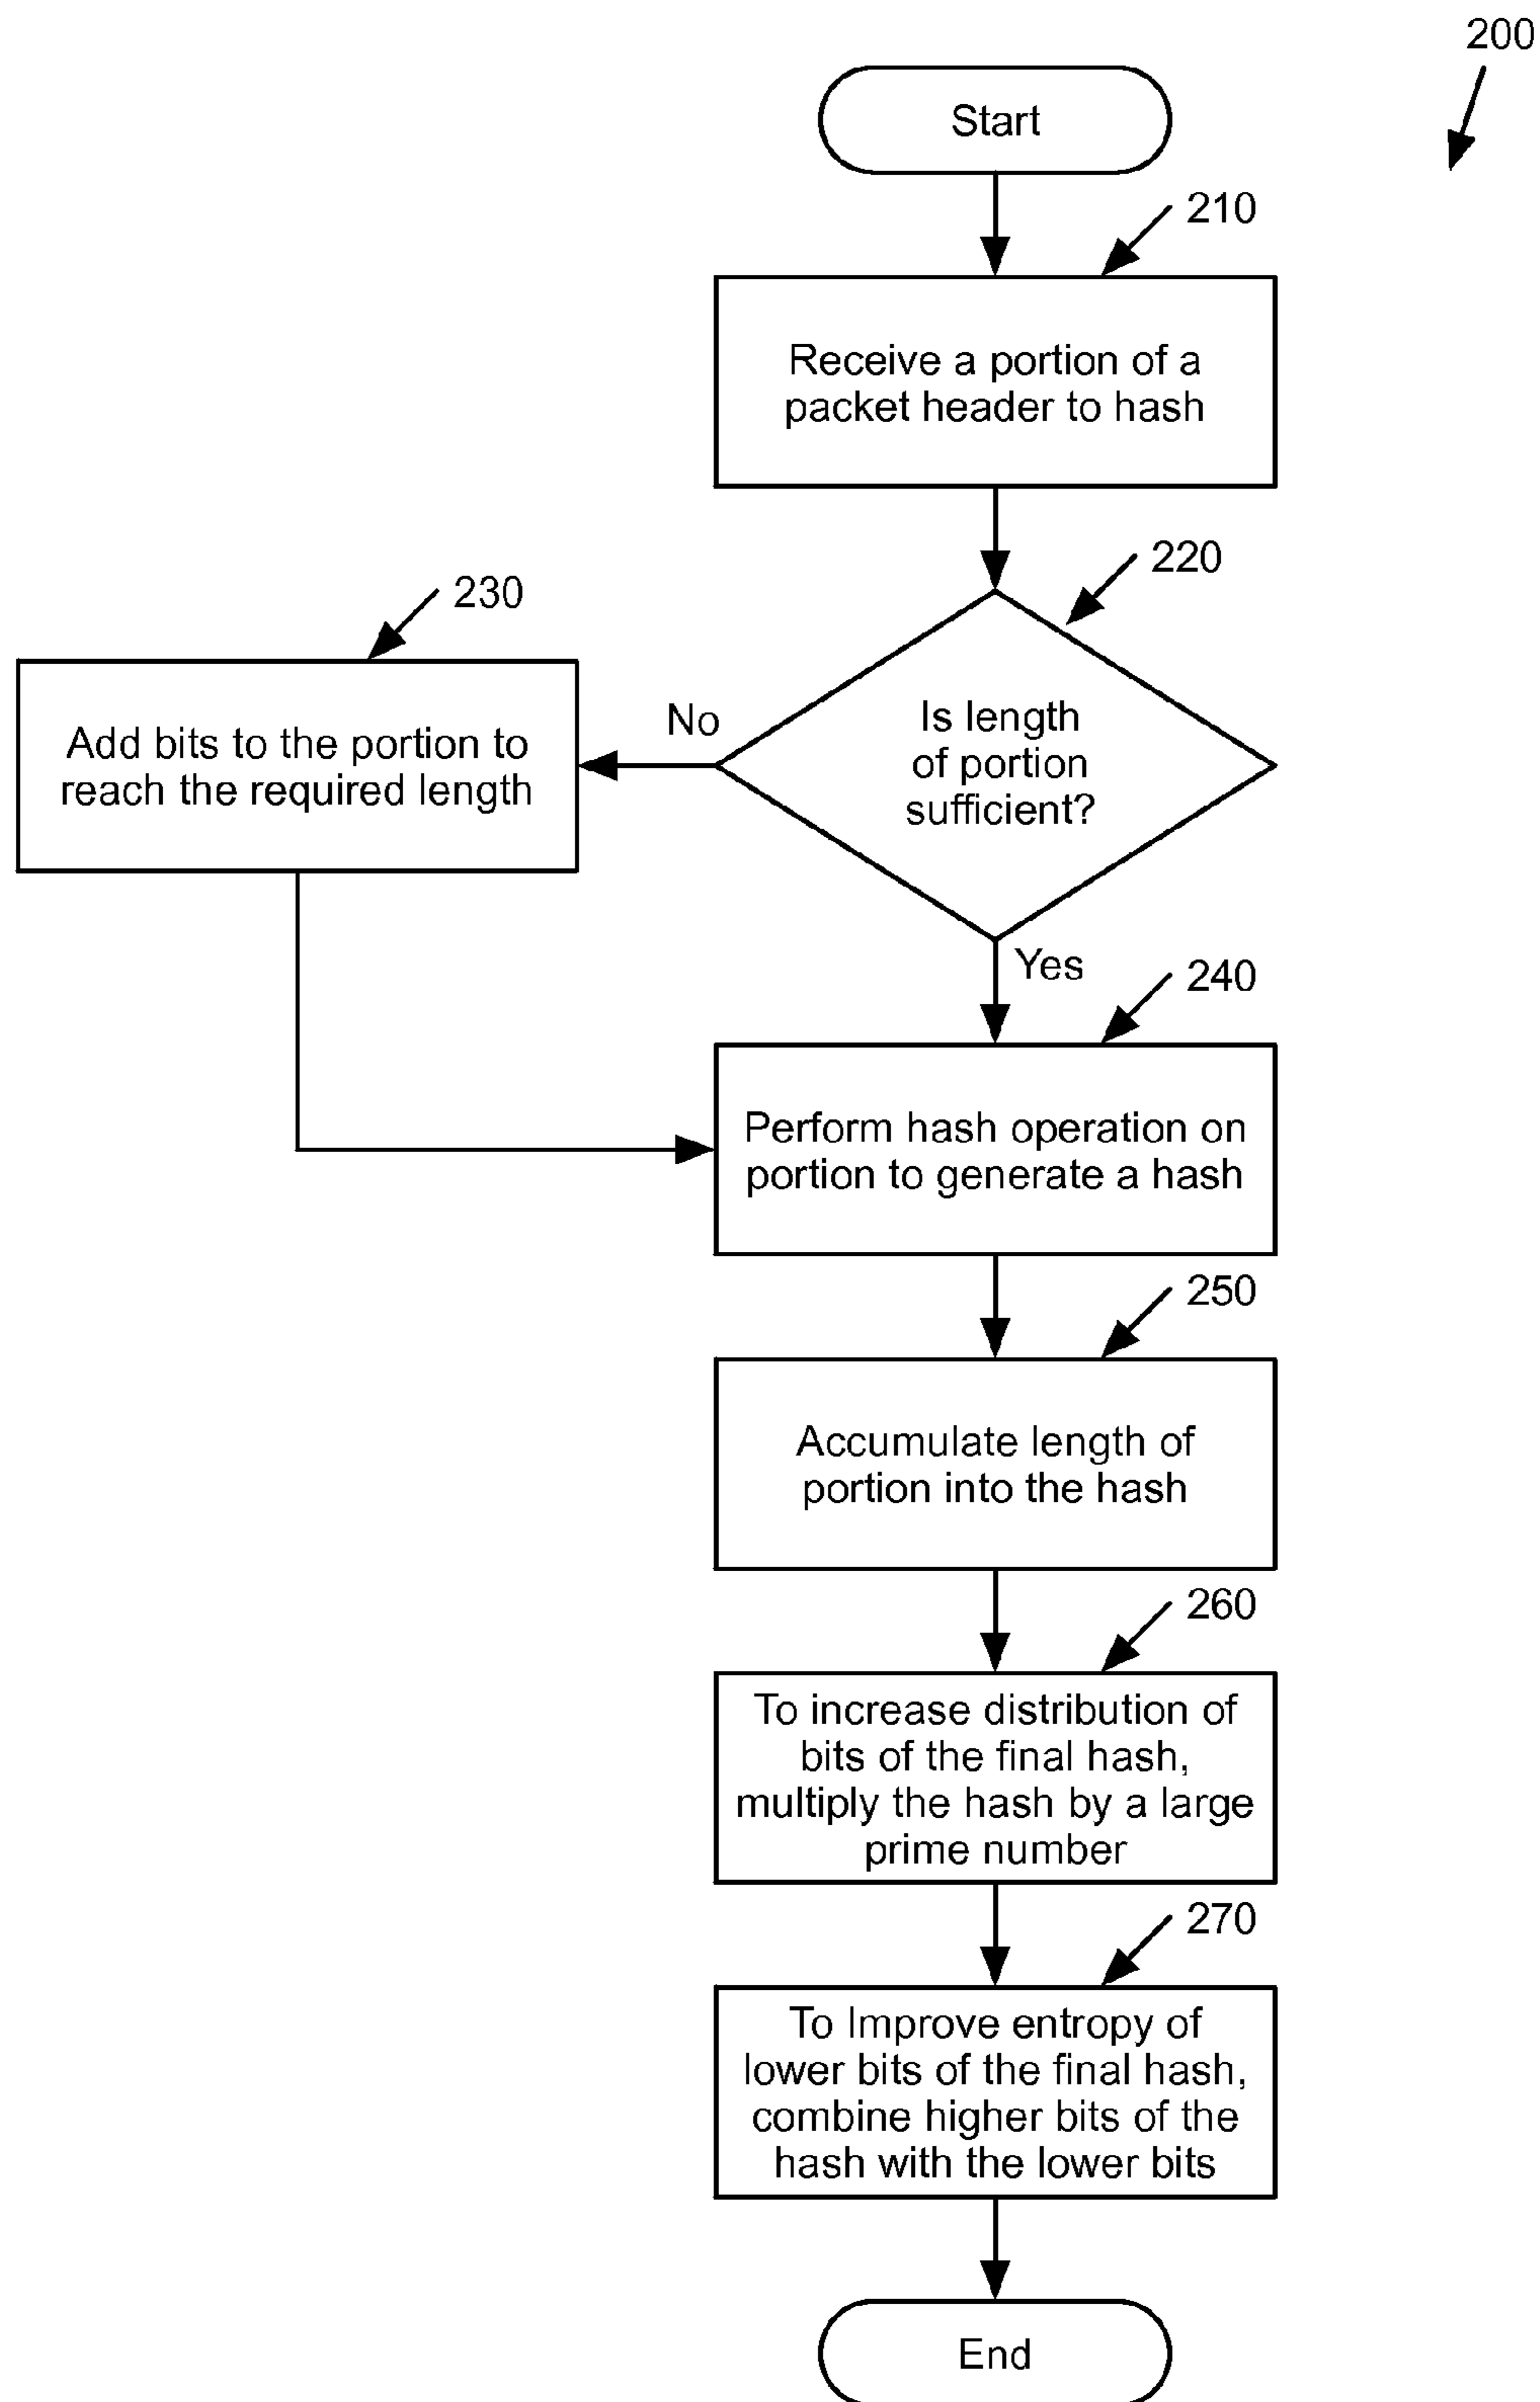 200
Start
210
Receive a portion of a
packet header to hash
220
230
Is length
of portion
sufficient?
No
Add bits to the portion to
reach the required length
Yes
240
Perform hash operation on
portion to generate a hash
250
Accumulate length of
portion into the hash
260
To increase distribution of
bits of the final hash,
multiply the hash by a large
prime number
270
To Improve entropy of
lower bits of the final hash,
combine higher bits of the
hash with the lower bits
End